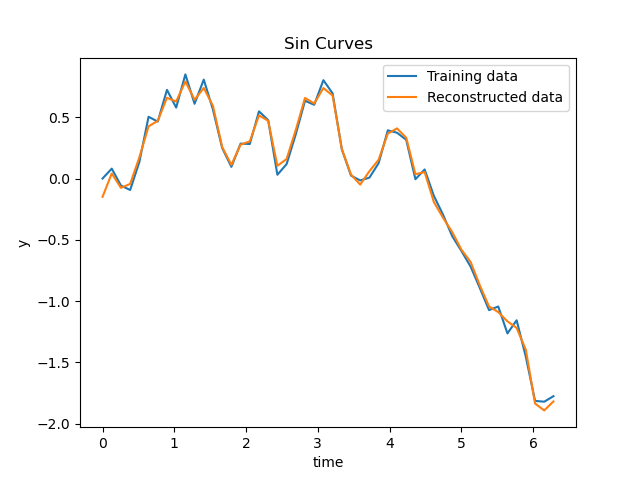 Sin Curves
Training data
Reconstructed data
0.5
0.0
−0.5
−1.0
−1.5
−2.0
y
0 1 2 3 4 5 6
time